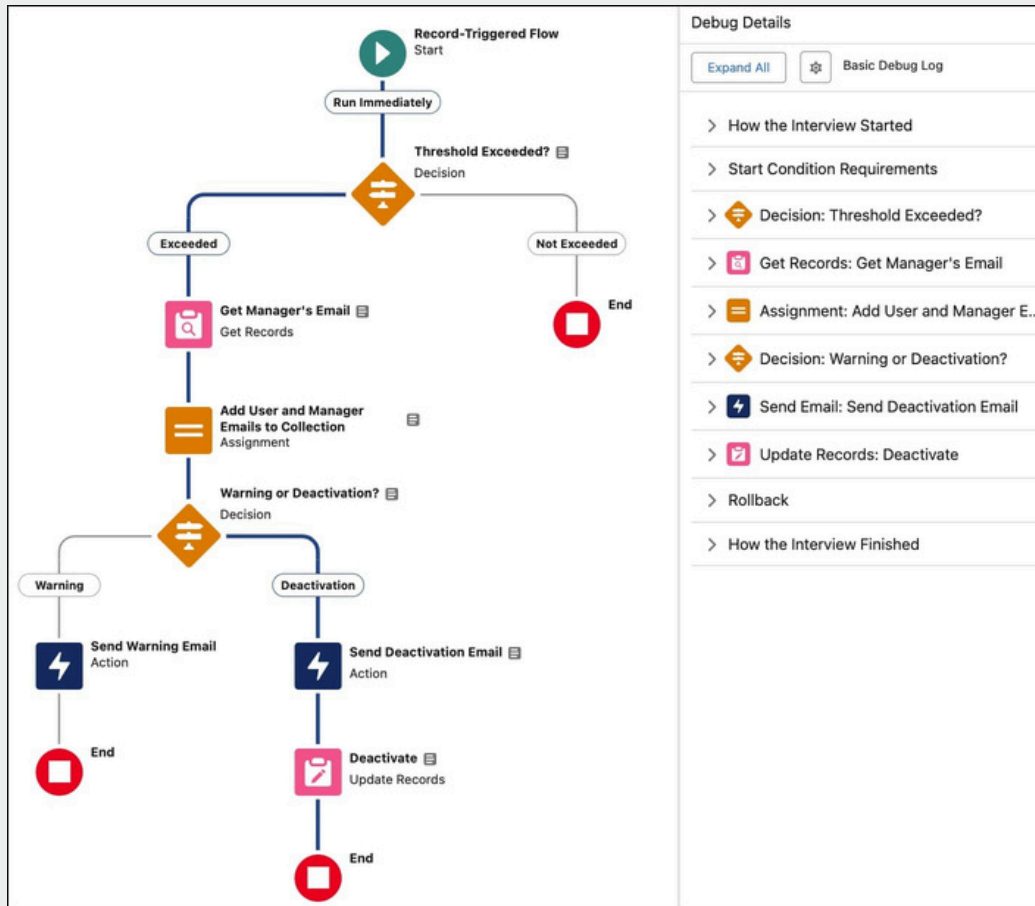 Record-Triggered Flow
Start
Run Immediately
Threshold Exceeded?
Decision
Exceeded
Not Exceeded
End
Get Manager's Email
Get Records
Add User and Manager
Emails to Collection
Assignment
Warning or Deactivation?
Decision
Warning
Deactivation
Send Warning Email
Action
Send Deactivation Email
Action
End
Deactivate
Update Records
End
Debug Details
Expand All
Basic Debug Log
How the Interview Started
Start Condition Requirements
Decision: Threshold Exceeded?
Get Records: Get Manager's Email
Assignment: Add User and Manager E...
Decision: Warning or Deactivation?
Send Email: Send Deactivation Email
Update Records: Deactivate
Rollback
How the Interview Finished